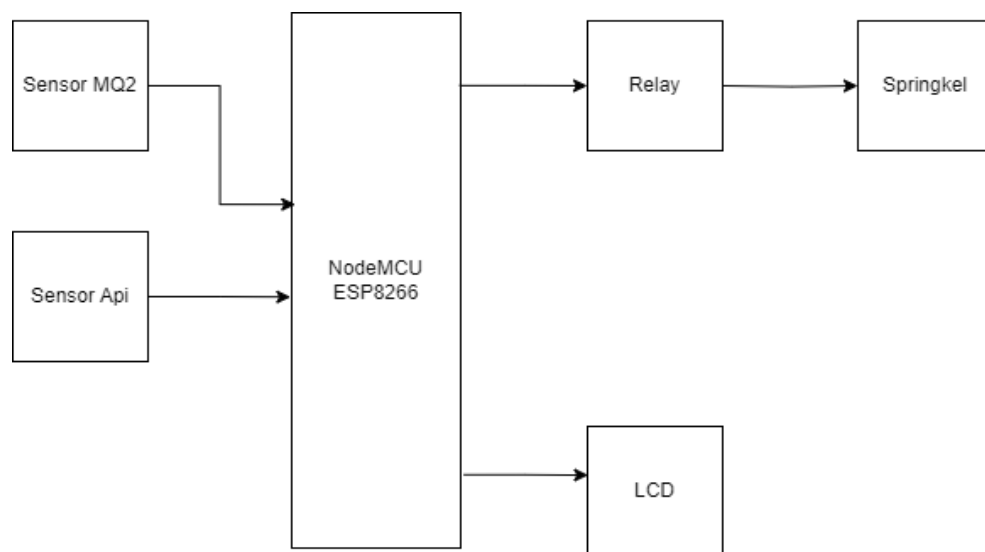 Sensor MQ2
Relay
Springkel
NodeMCU
ESP8266
Sensor Api
LCD